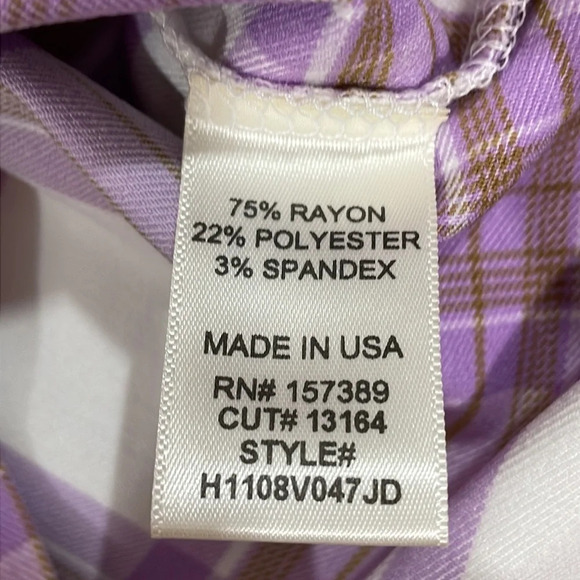 75% RAYON
22% POLYESTER
3% SPANDEX
MADE IN USA
RN# 157389
CUT# 13164
STYLE#
H1108V047JD